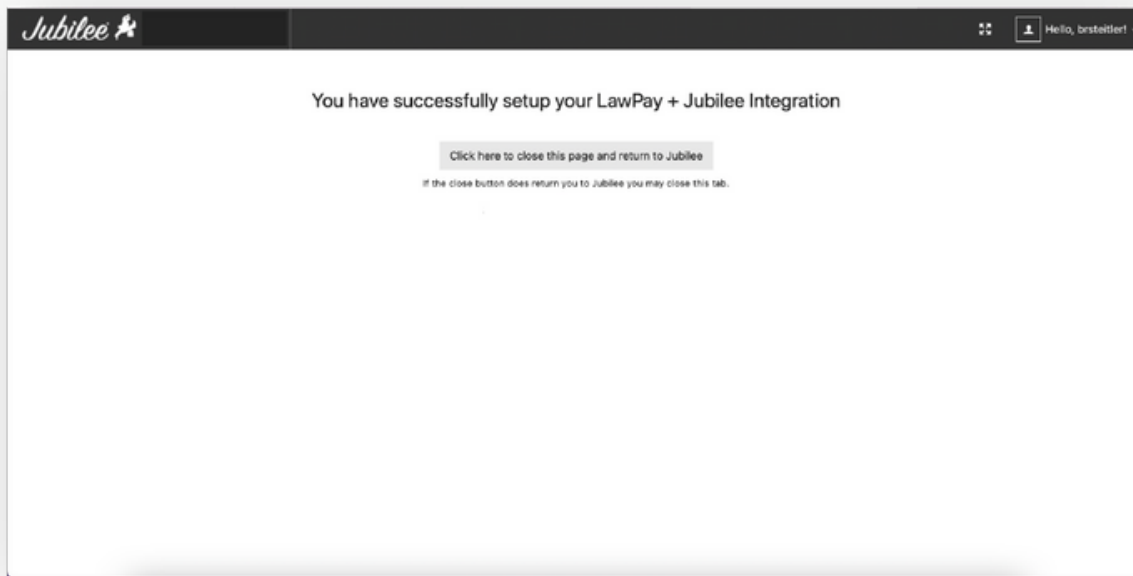 Jubilee
Hello, brsteitler!
You have successfully setup your LawPay + Jubilee Integration
Click here to close this page and return to Jubilee
If the close button does return you to Jubilee you may close this tab.